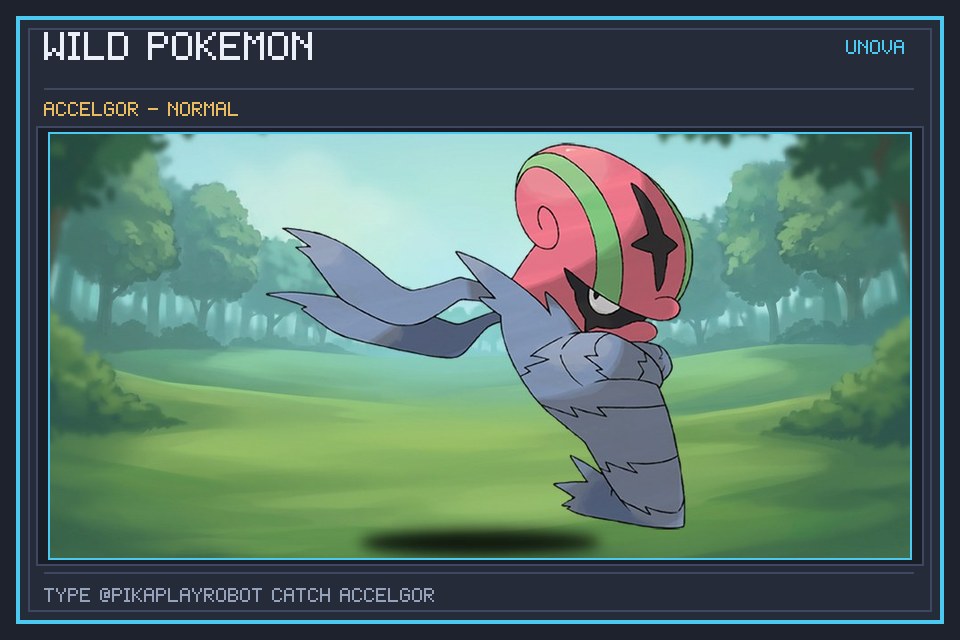 WILD POKEMON
UNOVA
ACCELGOR - NORMAL
TYPE @PIKAPLAYROBOT CATCH ACCELGOR